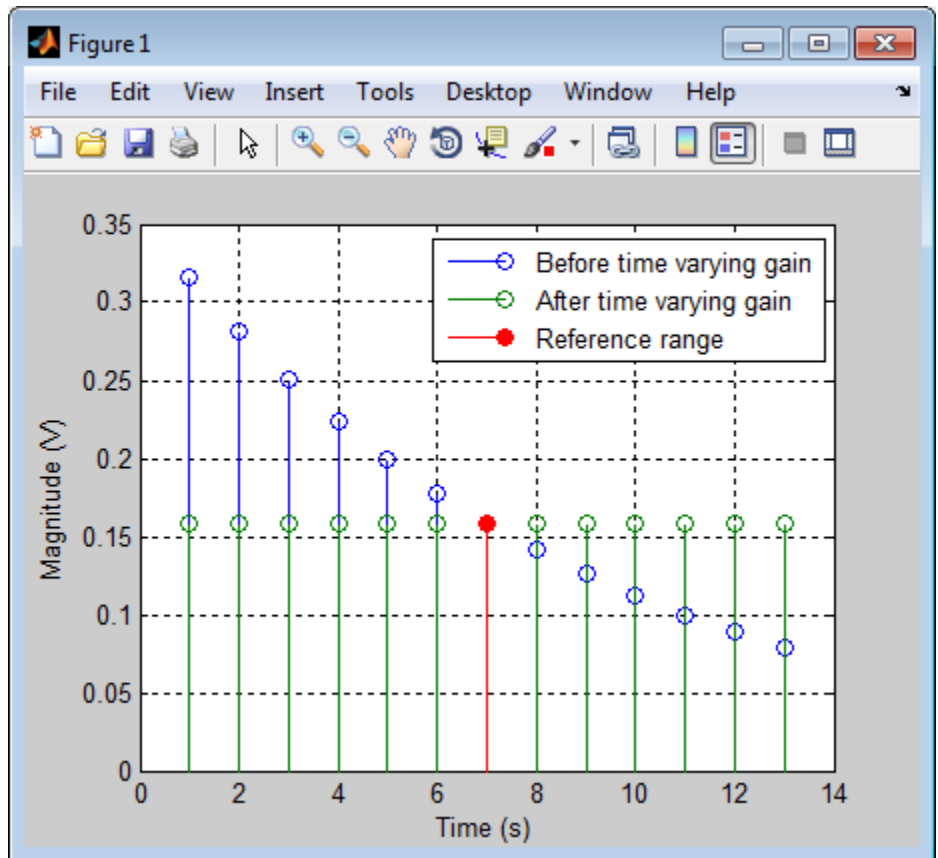 Figure 1
File Edit View Insert Tools Desktop Window Help
0.35
0.3
0.25
0.2
0.15
0.1
0.05
0
Magnitude (V)
Before time varying gain
After time varying gain
Reference range
0 2 4 6 8 10 12 14
Time (s)